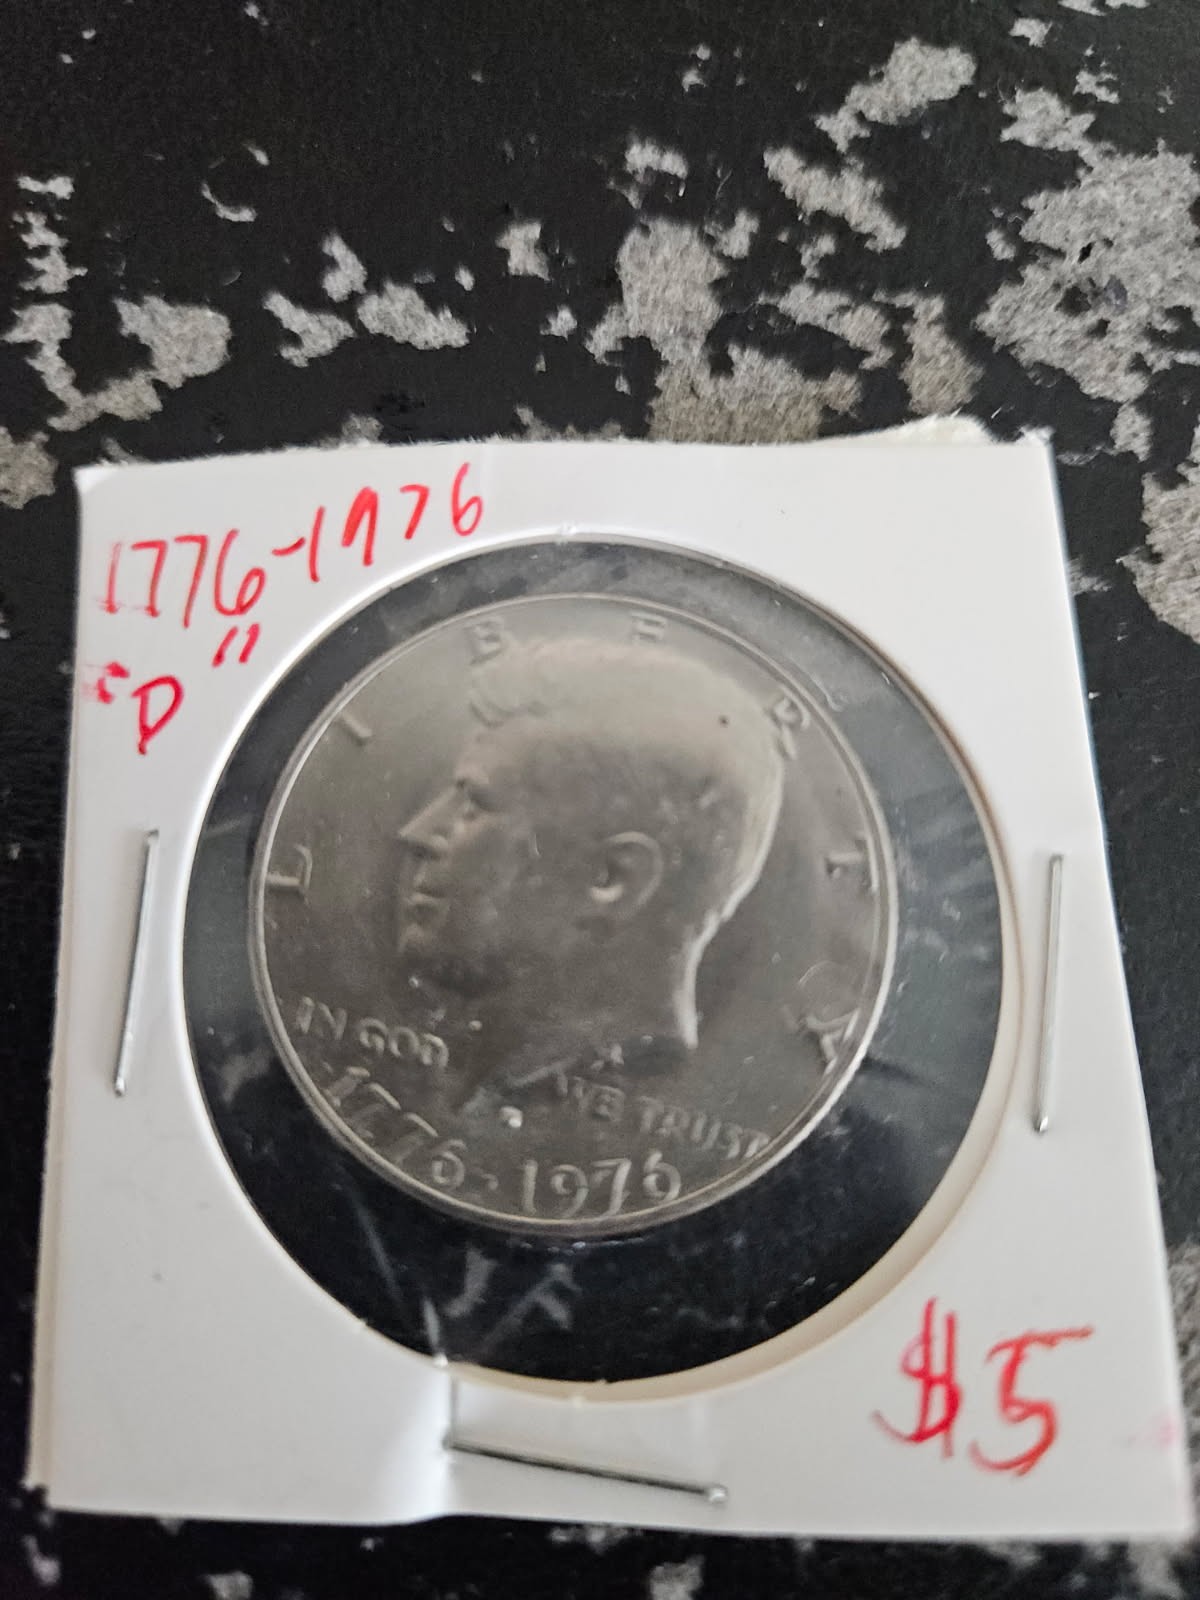 1776-1976
"D"
LIBERTY
IN GOD WE TRUST
1776-1976
$5